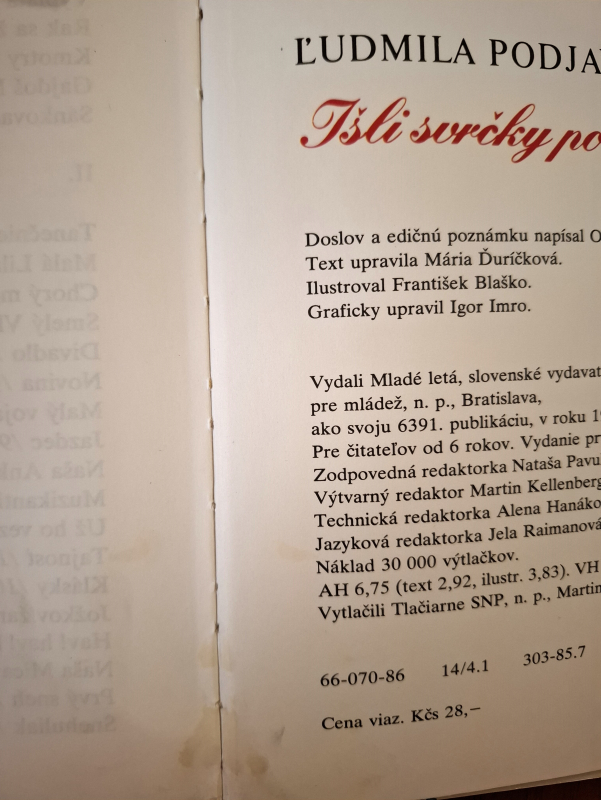 ĽUDMILA PODJA
Išli svrčky po
Doslov a edičnú poznámku napísal O
Text upravila Mária Ďuríčková.
Ilustroval František Blaško.
Graficky upravil Igor Imro.
Vydali Mladé letá, slovenské vydavat
pre mládež, n. p., Bratislava,
ako svoju 6391. publikáciu, v roku 19
Pre čitateľov od 6 rokov. Vydanie pr
Zodpovedná redaktorka Nataša Pavu
Výtvarný redaktor Martin Kellenberg
Technická redaktorka Alena Hanáko
Jazyková redaktorka Jela Raimanová
Náklad 30 000 výtlačkov.
AH 6,75 (text 2,92, ilustr. 3,83). VH
Vytlačili Tlačiarne SNP, n. p., Martin
66-070-86 14/4.1 303-85.7
Cena viaz. Kčs 28,–